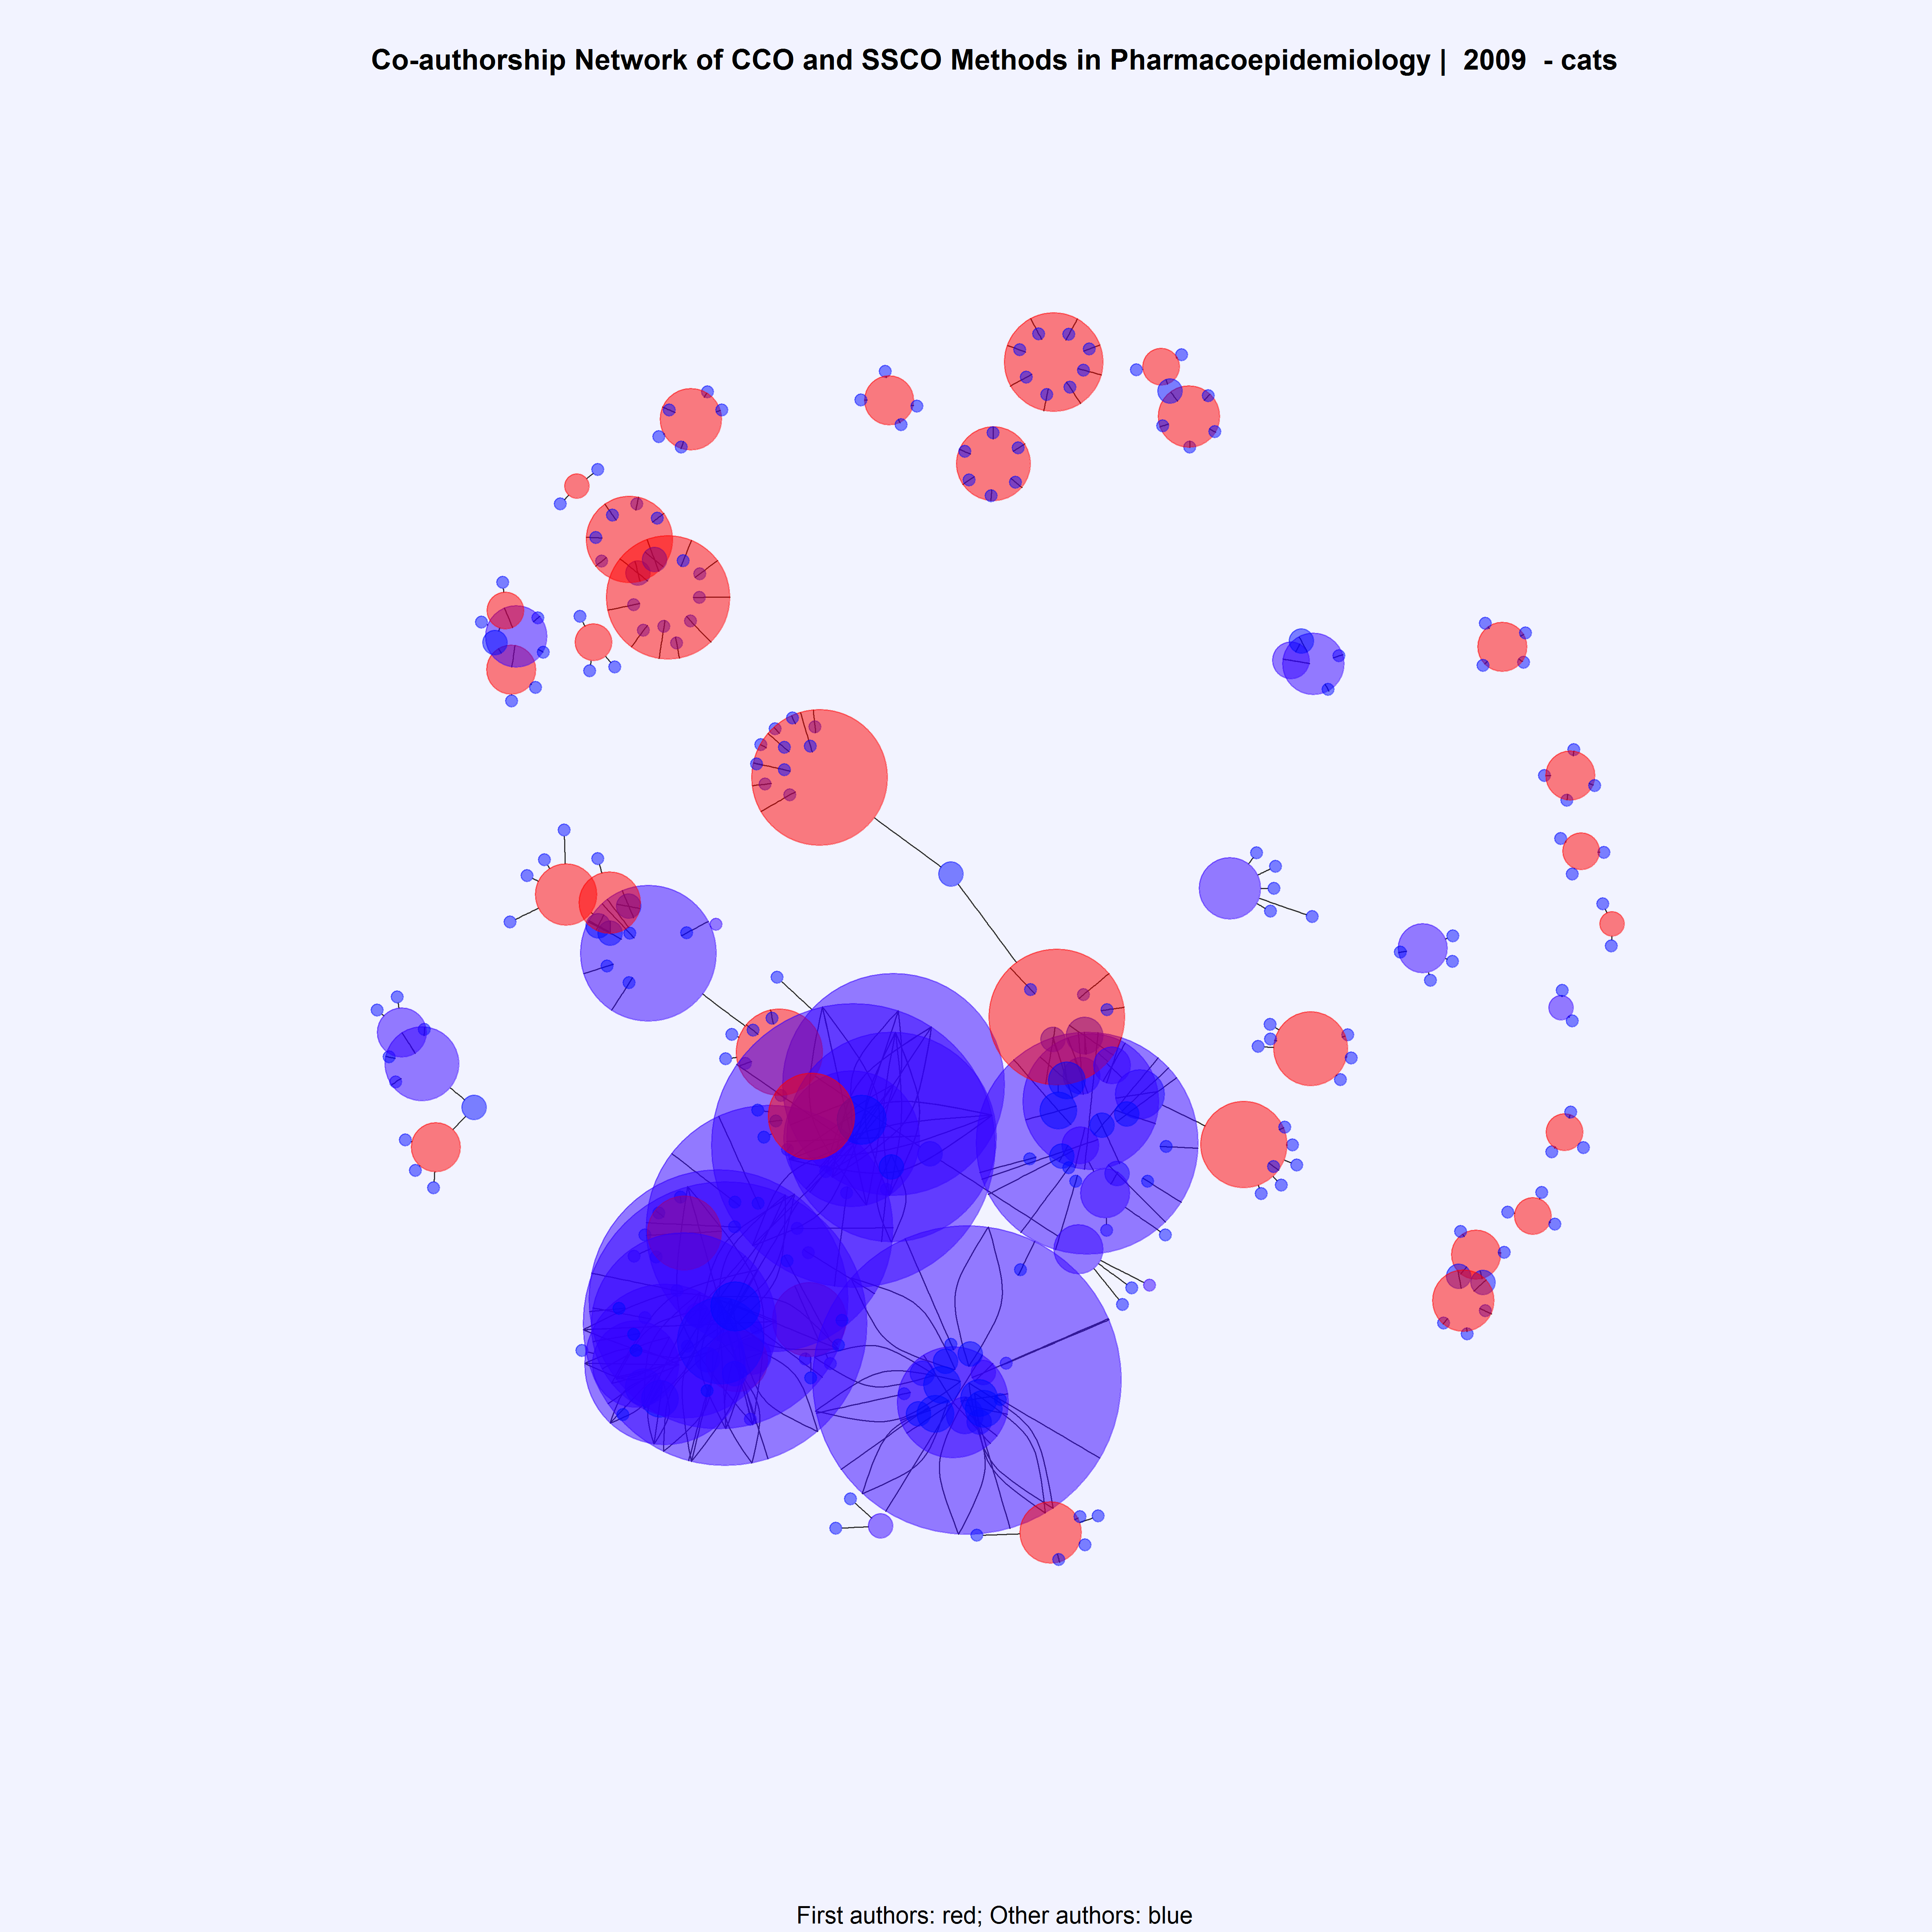 Co-authorship Network of CCO and SSCO Methods in Pharmacoepidemiology |  2009  - cats
First authors: red; Other authors: blue